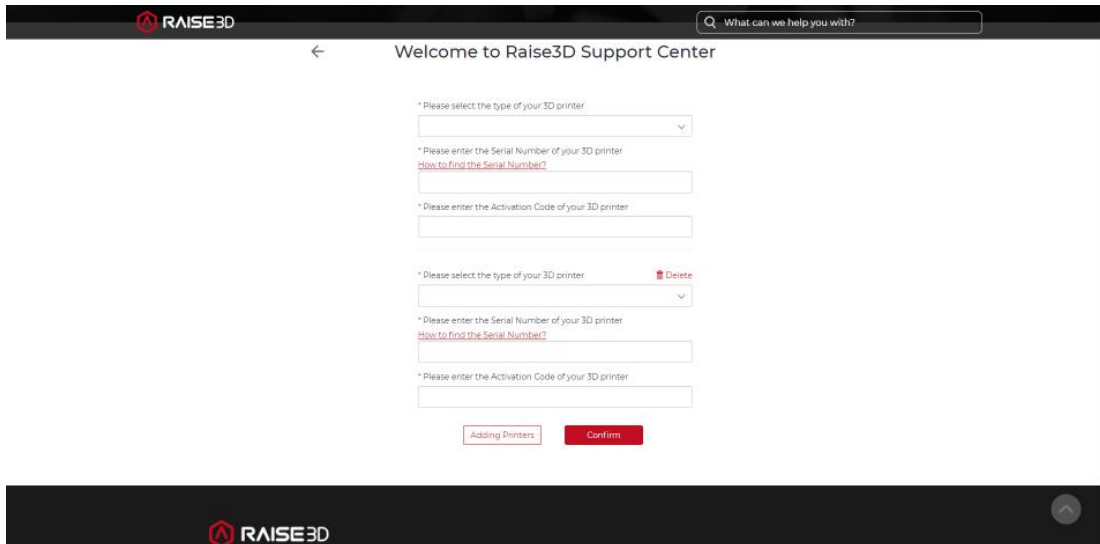 RAISE3D
What can we help you with?
Welcome to Raise3D Support Center
* Please select the type of your 3D printer
* Please enter the Serial Number of your 3D printer
How to find the Serial Number?
* Please enter the Activation Code of your 3D printer
* Please select the type of your 3D printer
Delete
* Please enter the Serial Number of your 3D printer
How to find the Serial Number?
* Please enter the Activation Code of your 3D printer
Adding Printers
Confirm
RAISE3D